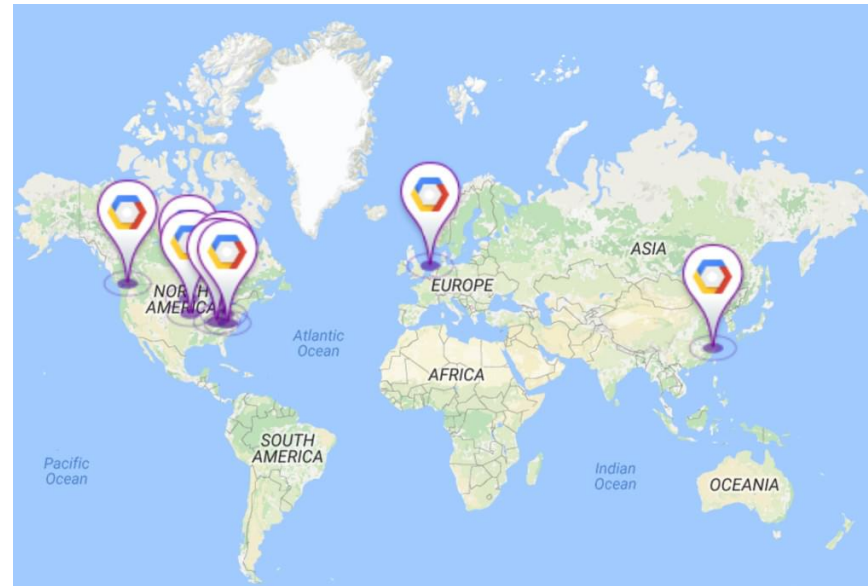 ASIA
EUROPE
NORTH
AMERICA
Atlantic
Ocean
AFRICA
SOUTH
AMERICA
Pacific
Ocean
Indian
Ocean
OCEANIA